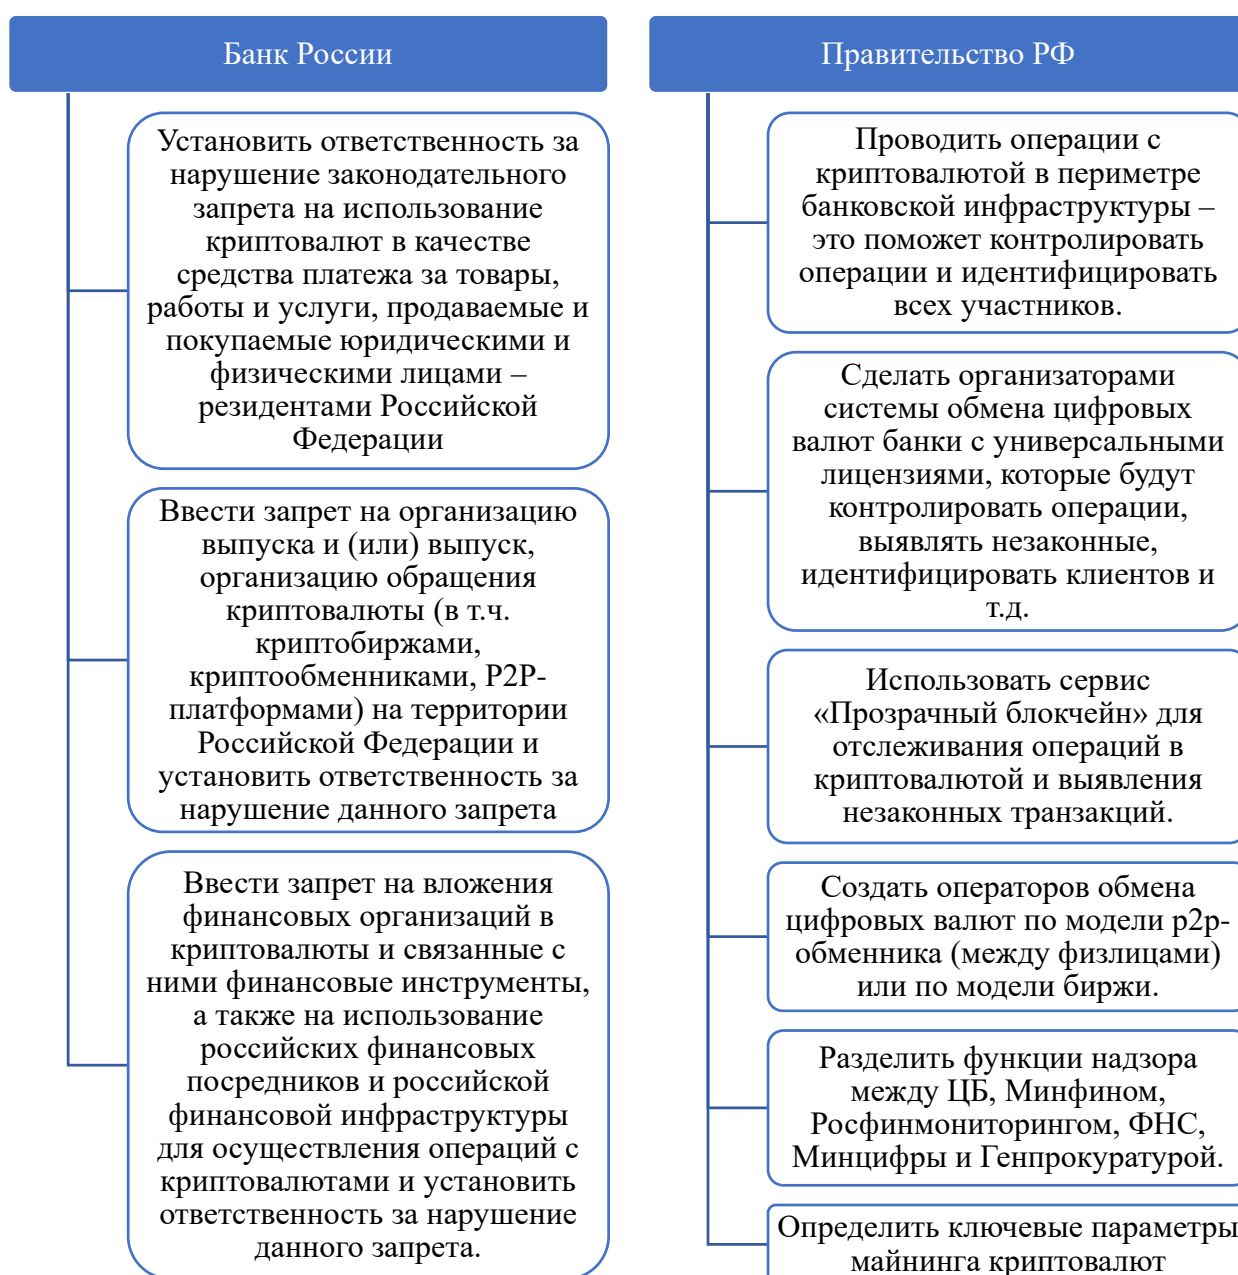 Банк России
Установить ответственность за
нарушение законодательного
запрета на использование
криптовалют в качестве
средства платежа за товары,
работы и услуги, продаваемые и
покупаемые юридическими и
физическими лицами –
резидентами Российской
Федерации
Ввести запрет на организацию
выпуска и (или) выпуск,
организацию обращения
криптовалюты (в т.ч.
криптобиржами,
криптообменниками, P2P-
платформами) на территории
Российской Федерации и
установить ответственность за
нарушение данного запрета
Ввести запрет на вложения
финансовых организаций в
криптовалюты и связанные с
ними финансовые инструменты,
а также на использование
российских финансовых
посредников и российской
финансовой инфраструктуры
для осуществления операций с
криптовалютами и установить
ответственность за нарушение
данного запрета.
Правительство РФ
Проводить операции с
криптовалютой в периметре
банковской инфраструктуры –
это поможет контролировать
операции и идентифицировать
всех участников.
Сделать организаторами
системы обмена цифровых
валют банки с универсальными
лицензиями, которые будут
контролировать операции,
выявлять незаконные,
идентифицировать клиентов и
т.д.
Использовать сервис
«Прозрачный блокчейн» для
отслеживания операций в
криптовалютой и выявления
незаконных транзакций.
Создать операторов обмена
цифровых валют по модели p2p-
обменника (между физлицами)
или по модели биржи.
Разделить функции надзора
между ЦБ, Минфином,
Росфинмониторингом, ФНС,
Минцифры и Генпрокуратурой.
Определить ключевые параметры
майнинга криптовалют